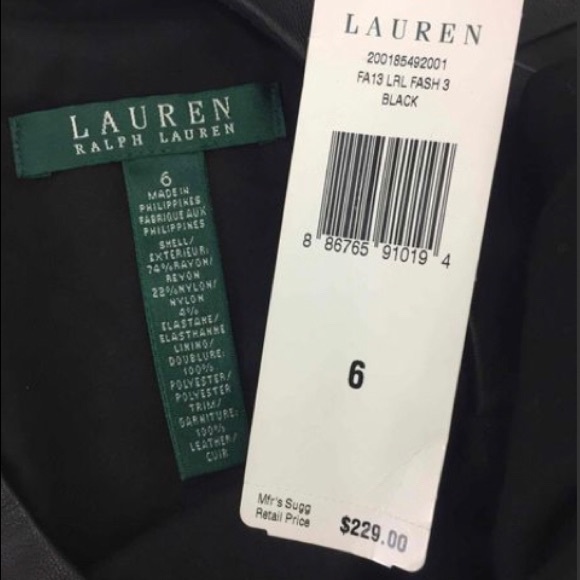 LAUREN
RALPH LAUREN
6
MADE IN
PHILIPPINES
FABRIQUE AUX
PHILIPPINES
SHELL/
EXTERIEUR:
74%RAYON/
REYON
22%NYLON/
NYLON
4%
ELASTANE/
ELASTHANNE
LINING/
DOUBLURE:
100%
POLYESTER/
POLYESTER
TRIM/
GARNITURE:
100%
LEATHER/
CUIR
LAUREN
200185492001
FA13 LRL FASH 3
BLACK
8 86765 91019 4
6
Mfr's Sugg
Retail Price
$229.00